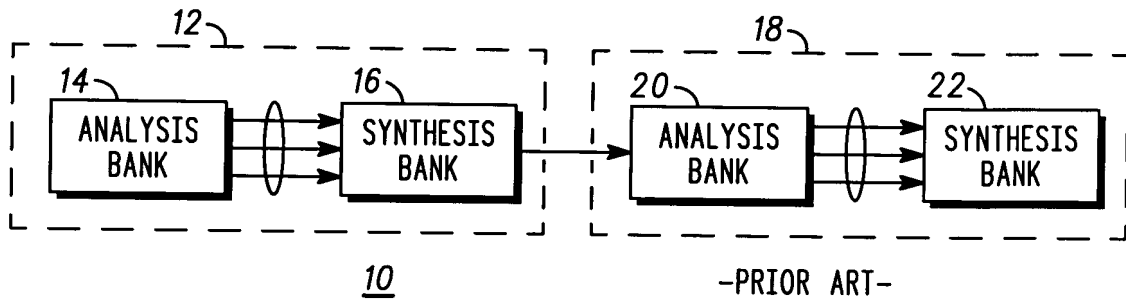 12
18
14
16
20
22
ANALYSIS
BANK
SYNTHESIS
BANK
ANALYSIS
BANK
SYNTHESIS
BANK
10
-PRIOR ART-